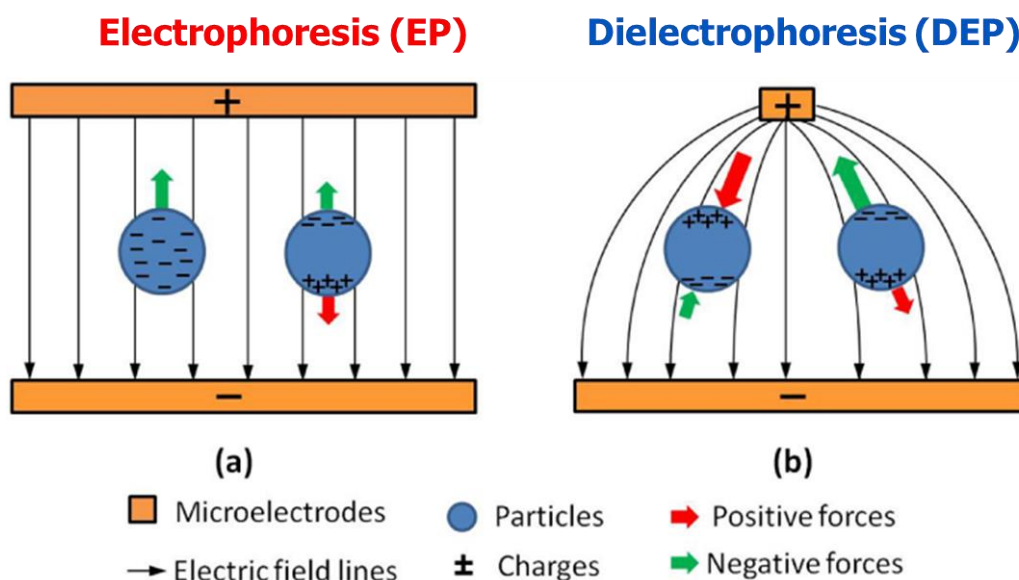 Electrophoresis (EP)
Dielectrophoresis (DEP)
+
+
−
−
(a)
(b)
Microelectrodes
Particles
Positive forces
Electric field lines
± Charges
Negative forces